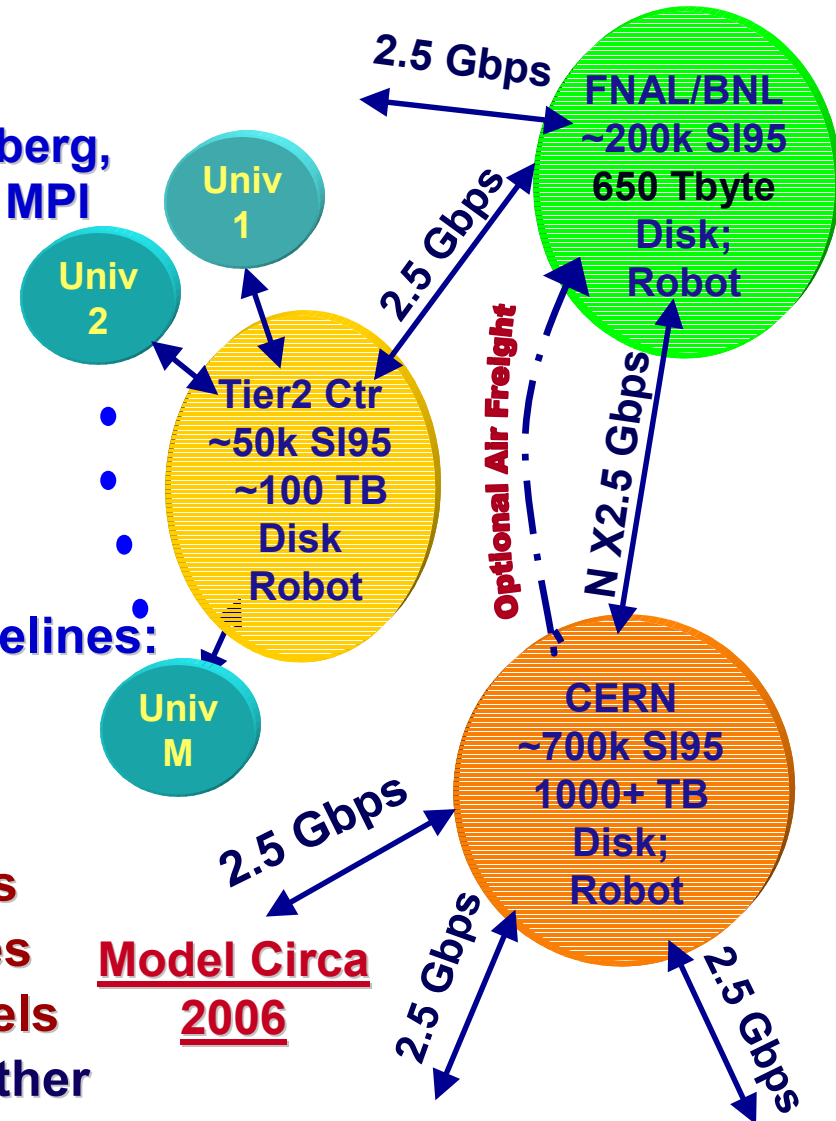 2.5 Gbps
FNAL/BNL
~200k SI95
650 Tbyte
Disk;
Robot
berg,
MPI
Univ
1
Univ
2
2.5 Gbps
Tier2 Ctr
~50k SI95
~100 TB
Disk
Robot
Optional Air Freight
N X2.5 Gbps
elines:
Univ
M
CERN
~700k SI95
1000+ TB
Disk;
Robot
2.5 Gbps
s
es
els
ther
Model Circa
2006
2.5 Gbps
2.5 Gbps